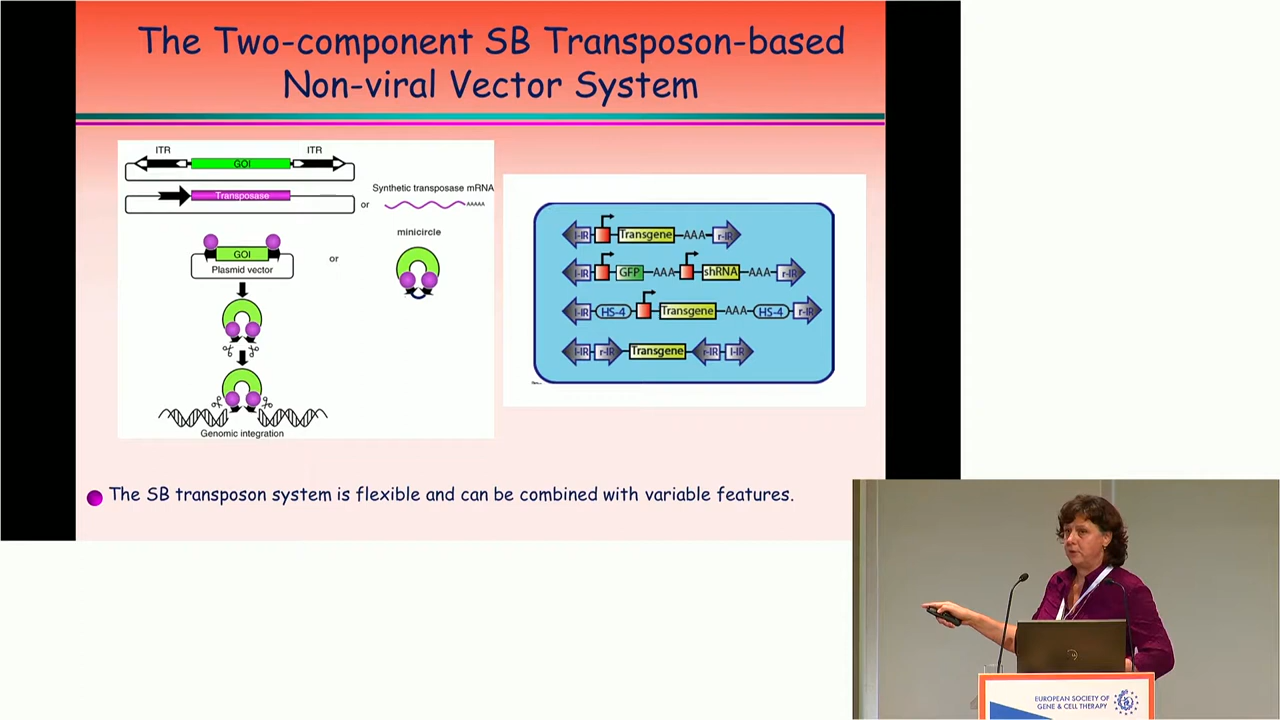 The Two-component SB Transposon-based
Non-viral Vector System
ITR
ITR
GOI
Transposase
or
Synthetic transposase mRNA
AAAAA
GOI
Plasmid vector
or
minicircle
Genomic integration
l-IR Transgene AAA r-IR
l-IR GFP AAA shRNA AAA r-IR
l-IR HS-4 Transgene AAA HS-4 r-IR
l-IR r-IR Transgene r-IR l-IR
The SB transposon system is flexible and can be combined with variable features.
EUROPEAN SOCIETY OF
GENE & CELL THERAPY